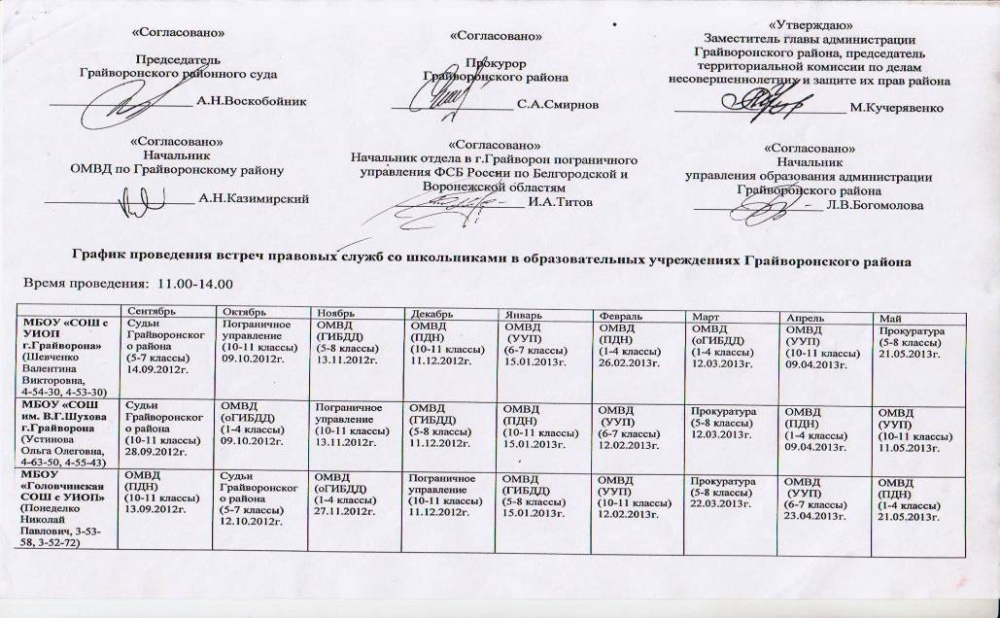 «Согласовано»
Председатель
Грайворонского районного суда
А.Н.Воскобойник
«Согласовано»
Прокурор
Грайворонского района
С.А.Смирнов
«Утверждаю»
Заместитель главы администрации
Грайворонского района, председатель
территориальной комиссии по делам
несовершеннолетних и защите их прав района
М.Кучерявенко
«Согласовано»
Начальник
ОМВД по Грайворонскому району
А.Н.Казимирский
«Согласовано»
Начальник отдела в г.Грайворон пограничного
управления ФСБ России по Белгородской и
Воронежской областям
И.А.Титов
«Согласовано»
Начальник
управления образования администрации
Грайворонского района
Л.В.Богомолова
График проведения встреч правовых служб со школьниками в образовательных учреждениях Грайворонского района
Время проведения: 11.00-14.00
Сентябрь Октябрь Ноябрь Декабрь Январь Февраль Март Апрель Май
МБОУ «СОШ с
УИОП
г.Грайворона»
(Шевченко
Валентина
Викторовна,
4-54-30, 4-53-30)
Судьи
Грайворонског
о района
(5-7 классы)
14.09.2012г.
Пограничное
управление
(10-11 классы)
09.10.2012г.
ОМВД
(ГИБДД)
(5-8 классы)
13.11.2012г.
ОМВД
(ПДН)
(10-11 классы)
11.12.2012г.
ОМВД
(УУП)
(6-7 классы)
15.01.2013г.
ОМВД
(ПДН)
(1-4 классы)
26.02.2013г.
ОМВД
(оГИБДД)
(1-4 классы)
12.03.2013г.
ОМВД
(УУП)
(10-11 классы)
09.04.2013г.
Прокуратура
(5-8 классы)
21.05.2013г.
МБОУ «СОШ
им. В.Г.Шухова
г.Грайворона
(Устинова
Ольга Олеговна,
4-63-50, 4-55-43)
Судьи
Грайворонског
о района
(10-11 классы)
28.09.2012г.
ОМВД
(оГИБДД)
(1-4 классы)
09.10.2012г.
Пограничное
управление
(10-11 классы)
13.11.2012г.
ОМВД
(ГИБДД)
(5-8 классы)
11.12.2012г.
ОМВД
(ПДН)
(10-11 классы)
15.01.2013г.
ОМВД
(УУП)
(6-7 классы)
12.02.2013г.
Прокуратура
(5-8 классы)
12.03.2013г.
ОМВД
(ПДН)
(1-4 классы)
09.04.2013г.
ОМВД
(УУП)
(10-11 классы)
11.05.2013г.
МБОУ
«Головчинская
СОШ с УИОП»
(Понеделко
Николай
Павлович, 3-53-
58, 3-52-72)
ОМВД
(ПДН)
(10-11 классы)
13.09.2012г.
Судьи
Грайворонског
о района
(5-7 классы)
12.10.2012г.
ОМВД
(оГИБДД)
(1-4 классы)
27.11.2012г.
Пограничное
управление
(10-11 классы)
11.12.2012г.
ОМВД
(ГИБДД)
(5-8 классы)
15.01.2013г.
ОМВД
(УУП)
(10-11 классы)
12.02.2013г.
Прокуратура
(5-8 классы)
22.03.2013г.
ОМВД
(УУП)
(6-7 классы)
23.04.2013г.
ОМВД
(ПДН)
(1-4 классы)
21.05.2013г.